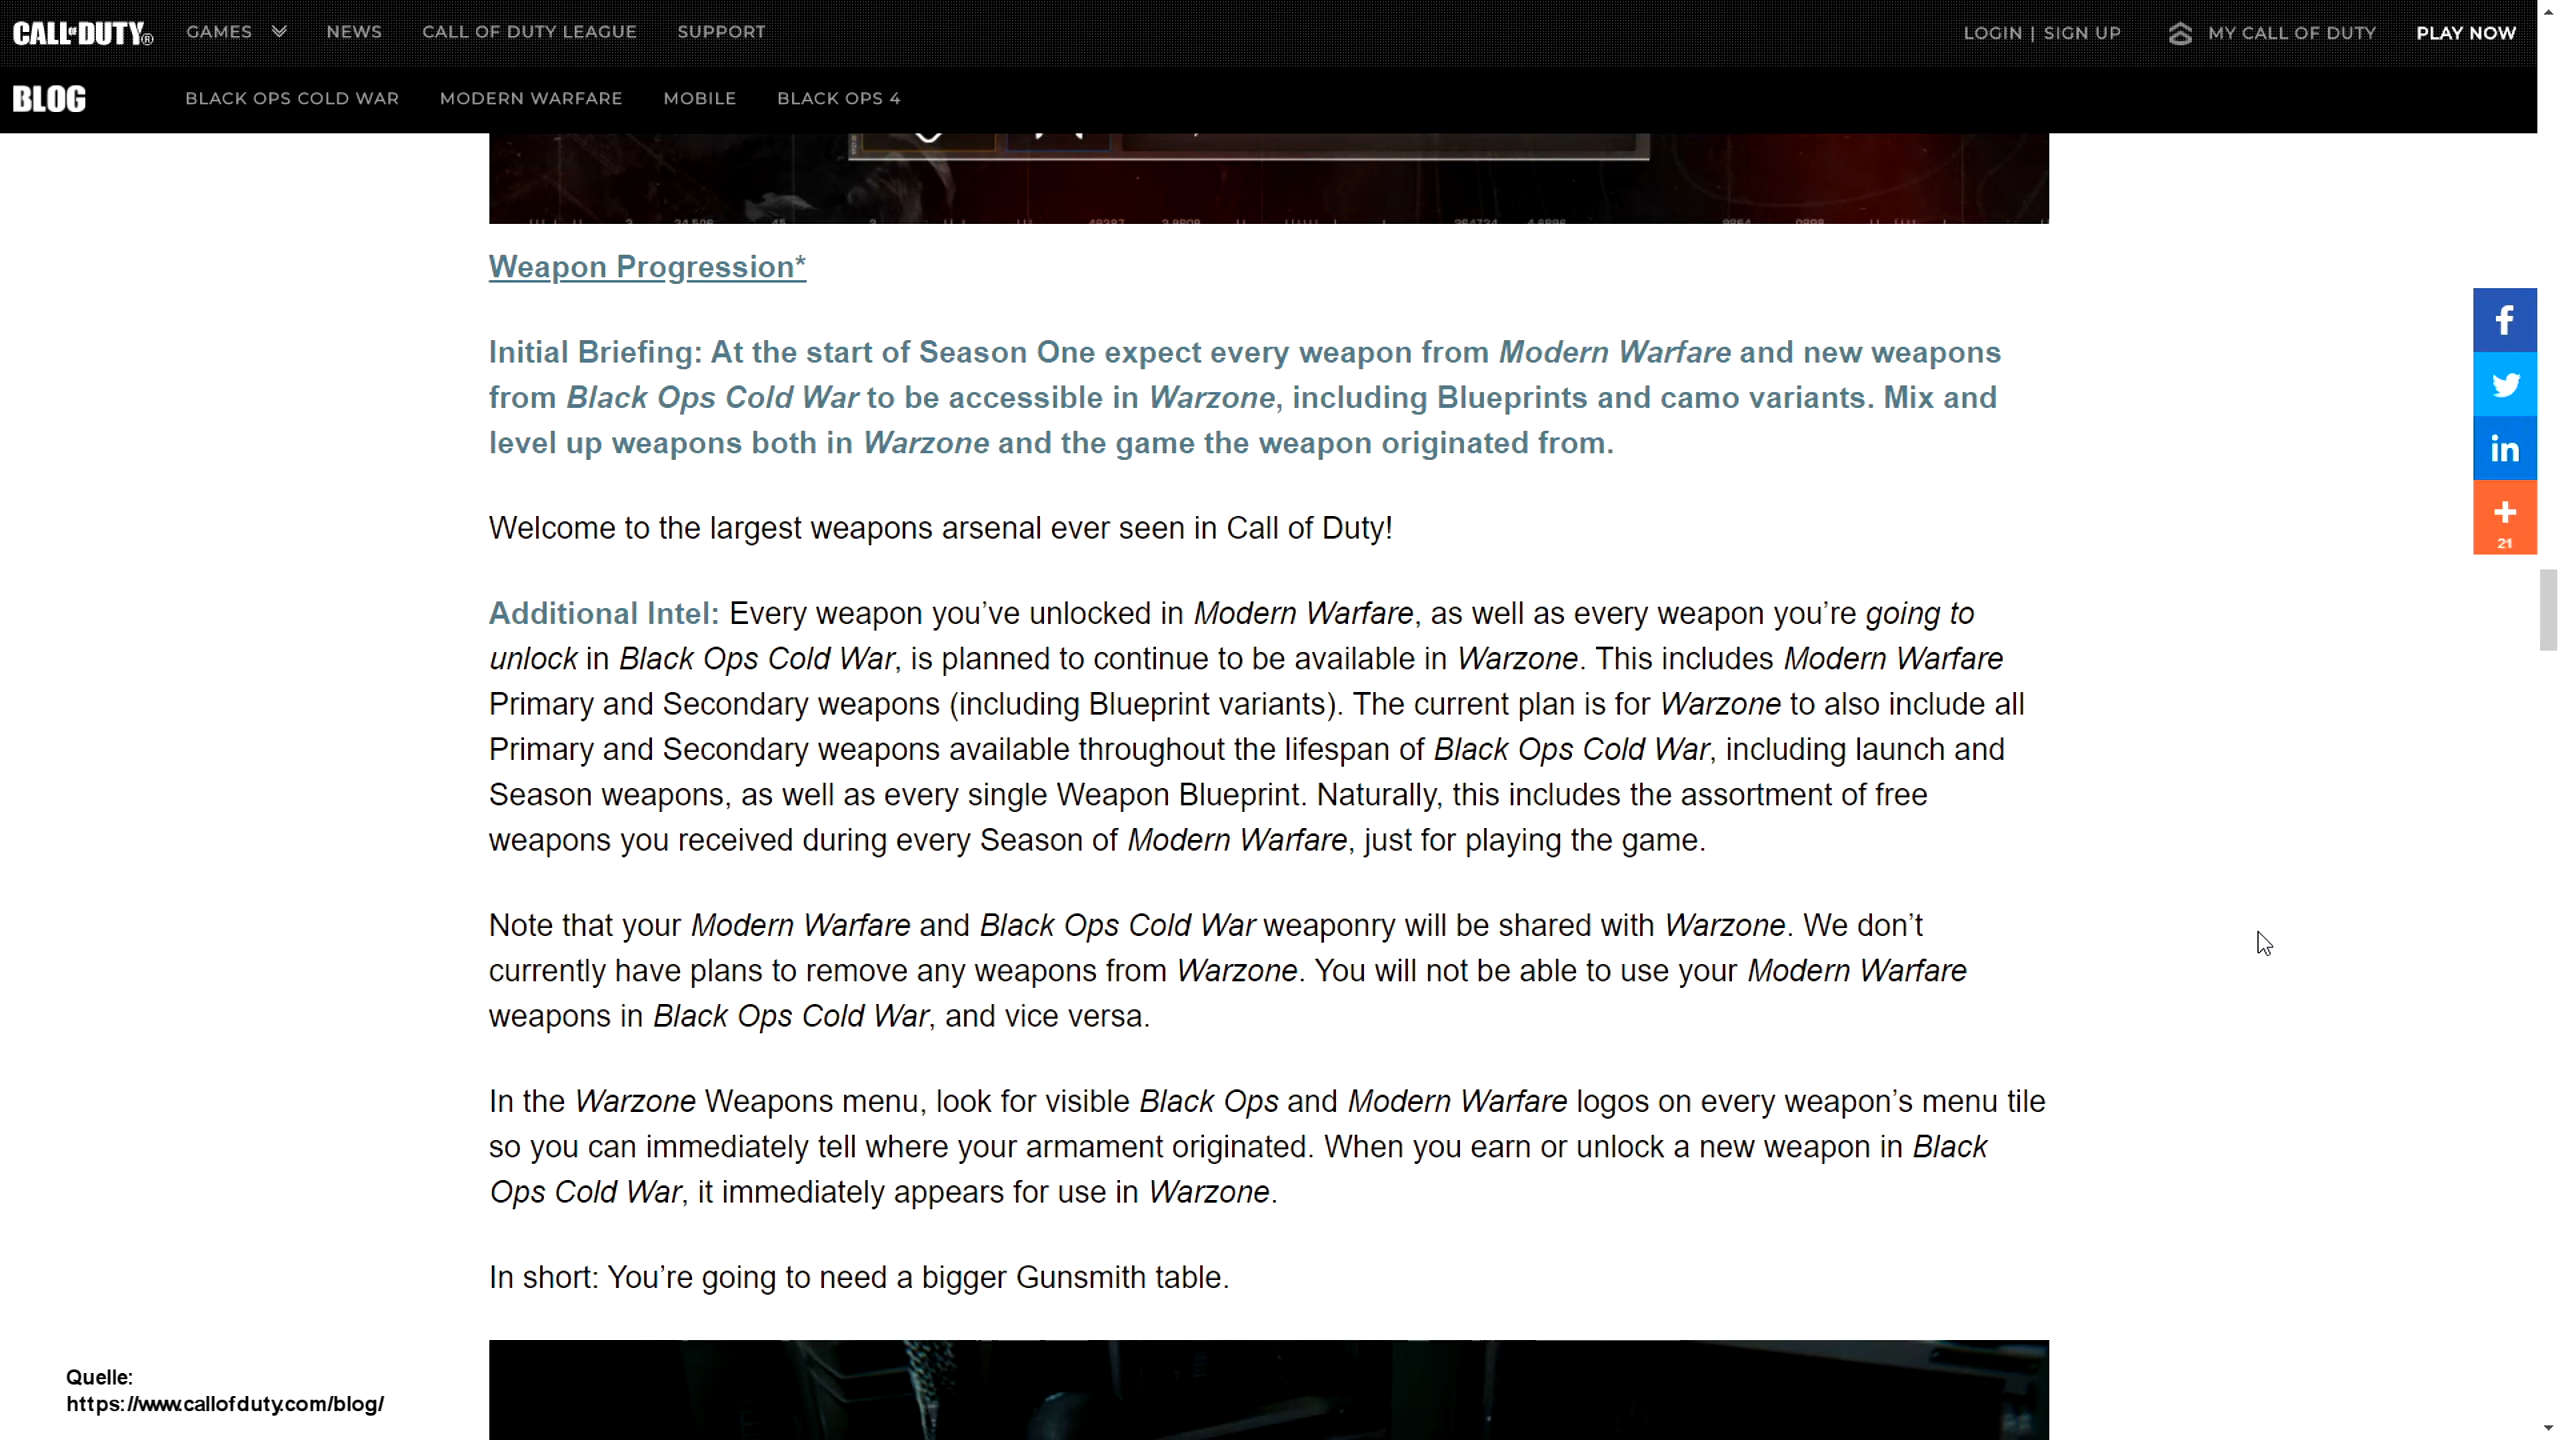 CALL OF DUTY® GAMES NEWS CALL OF DUTY LEAGUE SUPPORT LOGIN | SIGN UP MY CALL OF DUTY PLAY NOW
BLOG BLACK OPS COLD WAR MODERN WARFARE MOBILE BLACK OPS 4
Weapon Progression*
Initial Briefing: At the start of Season One expect every weapon from Modern Warfare and new weapons
from Black Ops Cold War to be accessible in Warzone, including Blueprints and camo variants. Mix and
level up weapons both in Warzone and the game the weapon originated from.
Welcome to the largest weapons arsenal ever seen in Call of Duty!
Additional Intel: Every weapon you’ve unlocked in Modern Warfare, as well as every weapon you’re going to
unlock in Black Ops Cold War, is planned to continue to be available in Warzone. This includes Modern Warfare
Primary and Secondary weapons (including Blueprint variants). The current plan is for Warzone to also include all
Primary and Secondary weapons available throughout the lifespan of Black Ops Cold War, including launch and
Season weapons, as well as every single Weapon Blueprint. Naturally, this includes the assortment of free
weapons you received during every Season of Modern Warfare, just for playing the game.
Note that your Modern Warfare and Black Ops Cold War weaponry will be shared with Warzone. We don’t
currently have plans to remove any weapons from Warzone. You will not be able to use your Modern Warfare
weapons in Black Ops Cold War, and vice versa.
In the Warzone Weapons menu, look for visible Black Ops and Modern Warfare logos on every weapon’s menu tile
so you can immediately tell where your armament originated. When you earn or unlock a new weapon in Black
Ops Cold War, it immediately appears for use in Warzone.
In short: You’re going to need a bigger Gunsmith table.
f
in
+
21
Quelle:
https://www.callofduty.com/blog/